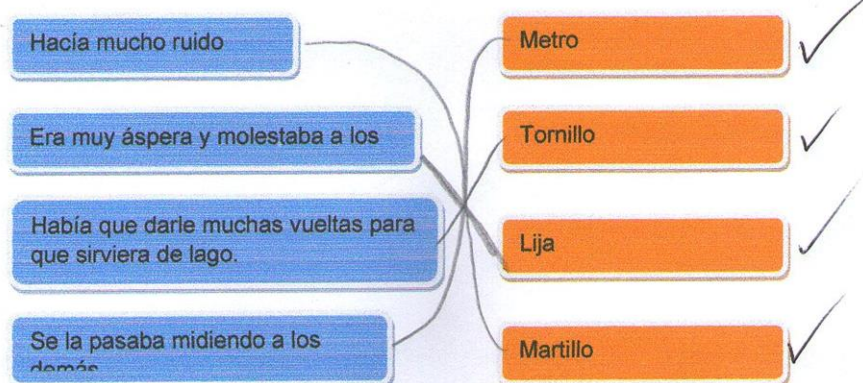 Hacía mucho ruido
Metro
Era muy áspera y molestaba a los
Tornillo
Había que darle muchas vueltas para
que sirviera de lago.
Lija
Se la pasaba midiendo a los
demás
Martillo